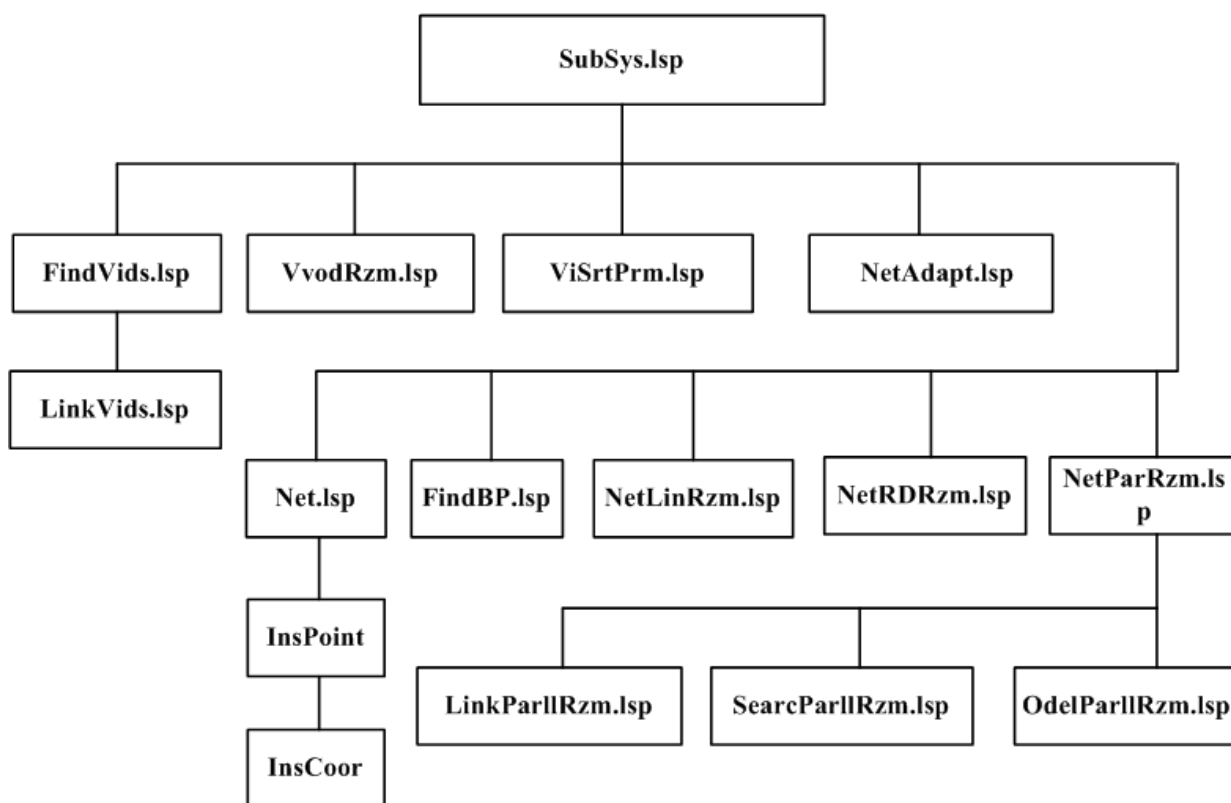 SubSys.lsp
FindVids.lsp
VvodRzm.lsp
ViSrtPrm.lsp
NetAdapt.lsp
LinkVids.lsp
Net.lsp
FindBP.lsp
NetLinRzm.lsp
NetRDRzm.lsp
NetParRzm.ls
p
InsPoint
LinkParllRzm.lsp
SearcParllRzm.lsp
OdelParllRzm.lsp
InsCoor